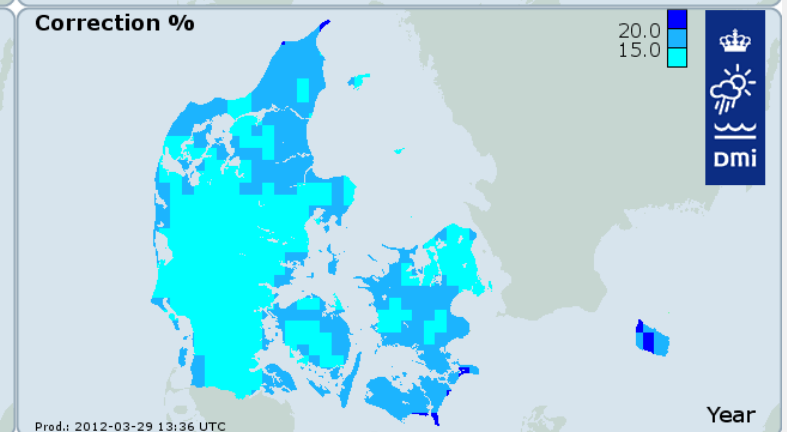 Correction %
20.0
15.0
DMi
Year
Prod.: 2012-03-29 13:36 UTC